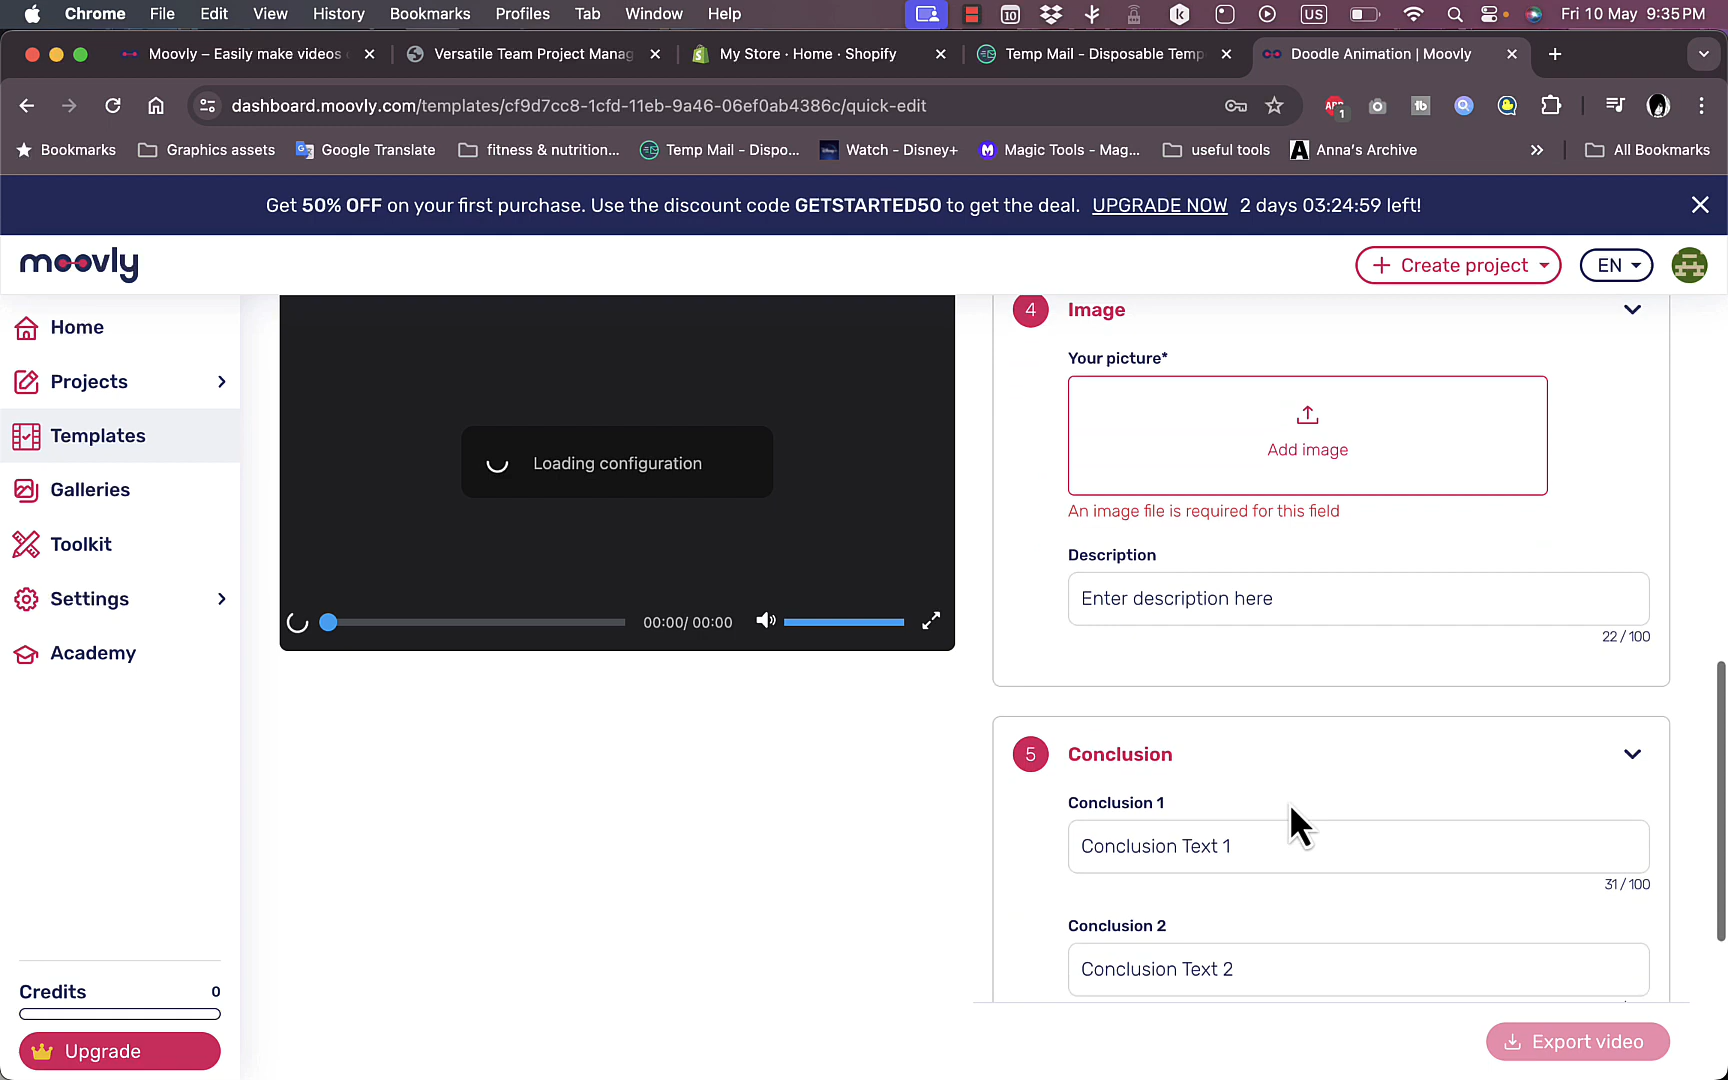 Chrome File Edit View History Bookmarks Profiles Tab Window Help 10 US Fri 10 May 9:35 PM
Moovly – Easily make videos Versatile Team Project Manag My Store · Home · Shopify Temp Mail - Disposable Temp Doodle Animation | Moovly
dashboard.moovly.com/templates/cf9d7cc8-1cfd-11eb-9a46-06ef0ab4386c/quick-edit ABP 1 tb
Bookmarks Graphics assets Google Translate fitness & nutrition... Temp Mail - Dispo... Watch - Disney+ Magic Tools - Mag... useful tools Anna's Archive » All Bookmarks
Get 50% OFF on your first purchase. Use the discount code GETSTARTED50 to get the deal. UPGRADE NOW 2 days 03:24:59 left!
moovly
+ Create project
EN
Home
Projects
Templates
Galleries
Toolkit
Settings
Academy
Credits 0
Upgrade
Loading configuration
00:00/ 00:00
4 Image
Your picture*
Add image
An image file is required for this field
Description
Enter description here
22 / 100
5 Conclusion
Conclusion 1
Conclusion Text 1
31 / 100
Conclusion 2
Conclusion Text 2
Export video